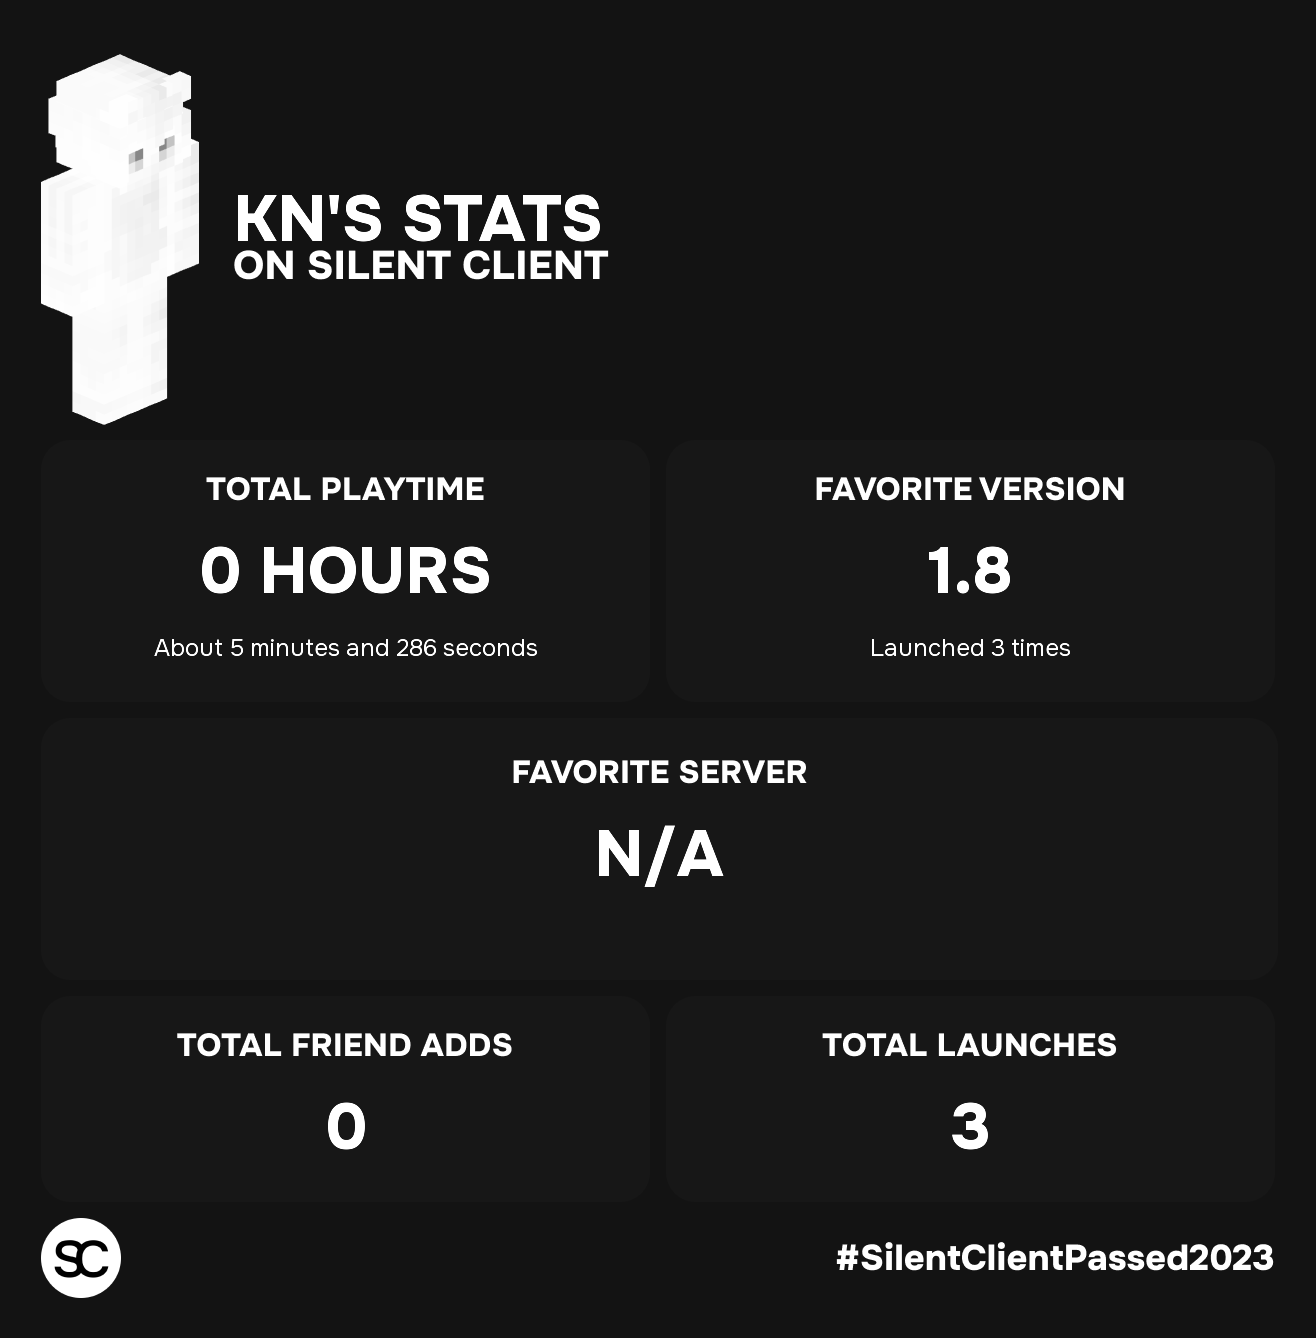 KN'S STATS
ON SILENT CLIENT
TOTAL PLAYTIME
0 HOURS
About 5 minutes and 286 seconds
FAVORITE VERSION
1.8
Launched 3 times
FAVORITE SERVER
N/A
TOTAL FRIEND ADDS
0
TOTAL LAUNCHES
3
SC
#SilentClientPassed2023